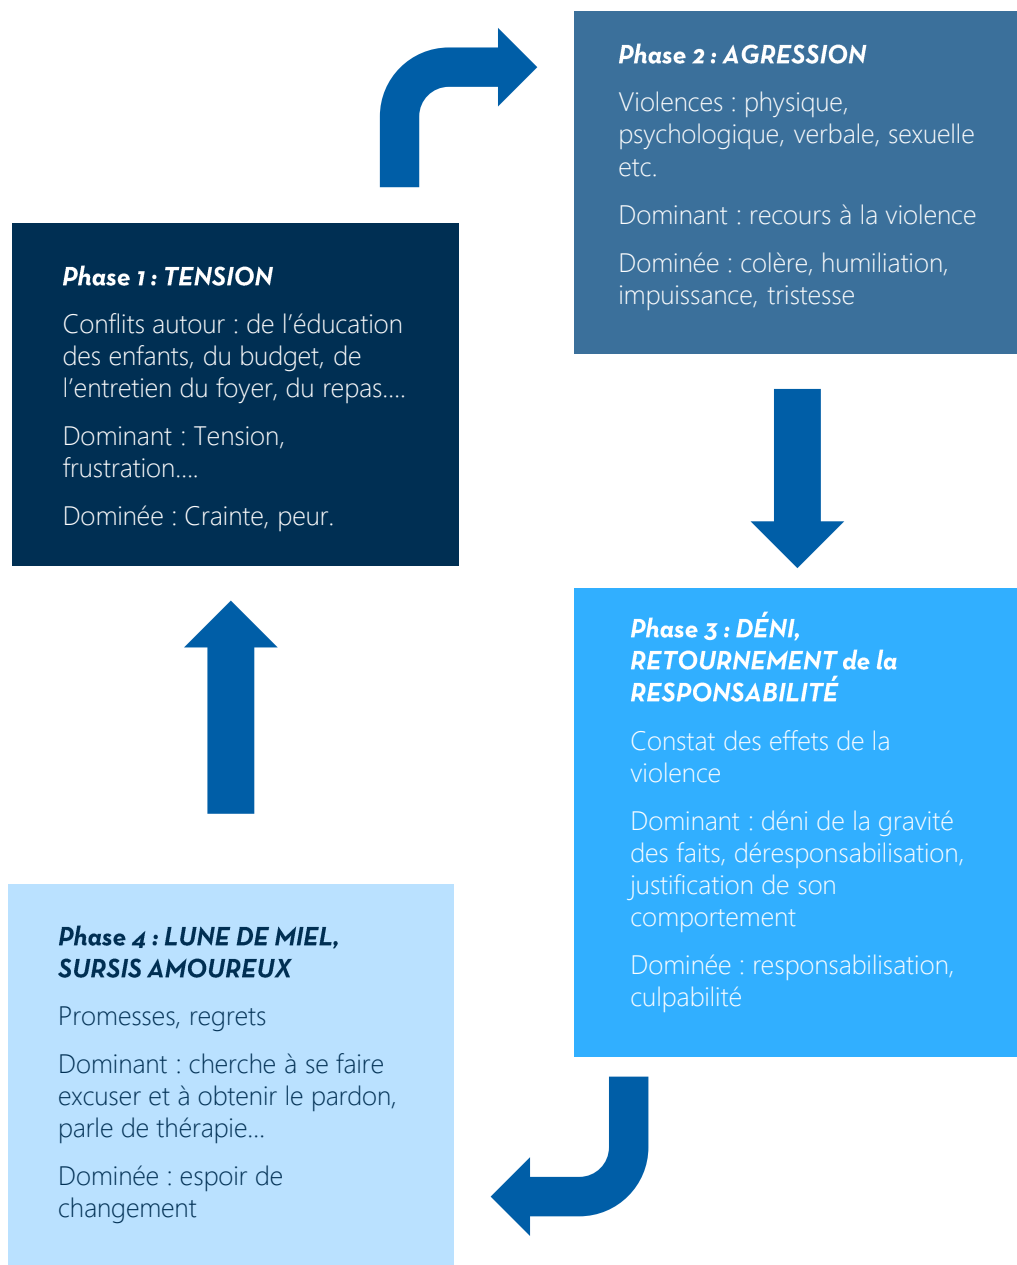 Phase 1 : TENSION
Conflits autour : de l’éducation
des enfants, du budget, de
l’entretien du foyer, du repas....
Dominant : Tension,
frustration....
Dominée : Crainte, peur.
Phase 2 : AGRESSION
Violences : physique,
psychologique, verbale, sexuelle
etc.
Dominant : recours à la violence
Dominée : colère, humiliation,
impuissance, tristesse
Phase 3 : DÉNI,
RETOURNEMENT de la
RESPONSABILITÉ
Constat des effets de la
violence
Dominant : déni de la gravité
des faits, déresponsabilisation,
justification de son
comportement
Dominée : responsabilisation,
culpabilité
Phase 4 : LUNE DE MIEL,
SURSIS AMOUREUX
Promesses, regrets
Dominant : cherche à se faire
excuser et à obtenir le pardon,
parle de thérapie...
Dominée : espoir de
changement